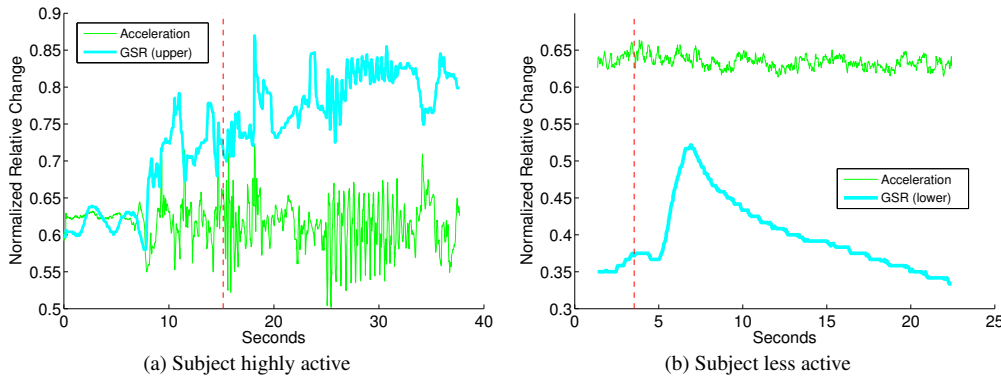 0.9
0.85
0.8
0.75
0.7
0.65
0.6
0.55
0.5
Normalized Relative Change
Acceleration
GSR (upper)
0 10 20 30 40
Seconds
(a) Subject highly active
0.65
0.6
0.55
0.5
0.45
0.4
0.35
0.3
Normalized Relative Change
Acceleration
GSR (lower)
0 5 10 15 20 25
Seconds
(b) Subject less active